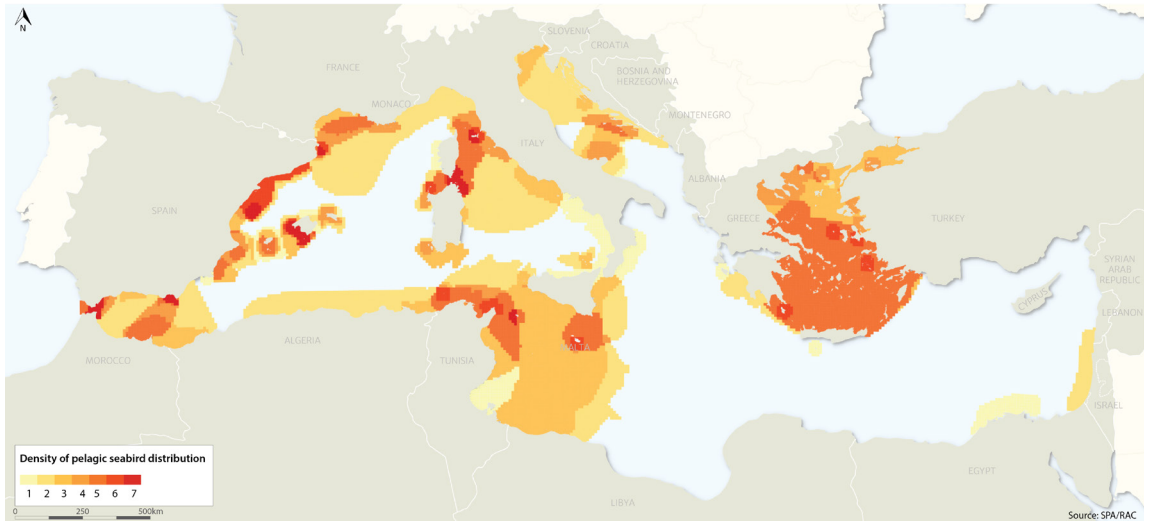 N
SLOVENIA
CROATIA
FRANCE
BOSNIA AND
HERZEGOVINA
MONACO
MONTENEGRO
ITALY
ALBANIA
SPAIN
GREECE
TURKEY
SYRIAN
ARAB
REPUBLIC
CYPRUS
LEBANON
ALGERIA
MALTA
MOROCCO
TUNISIA
ISRAEL
Density of pelagic seabird distribution
1 2 3 4 5 6 7
EGYPT
LIBYA
0 250 500km
Source: SPA/RAC